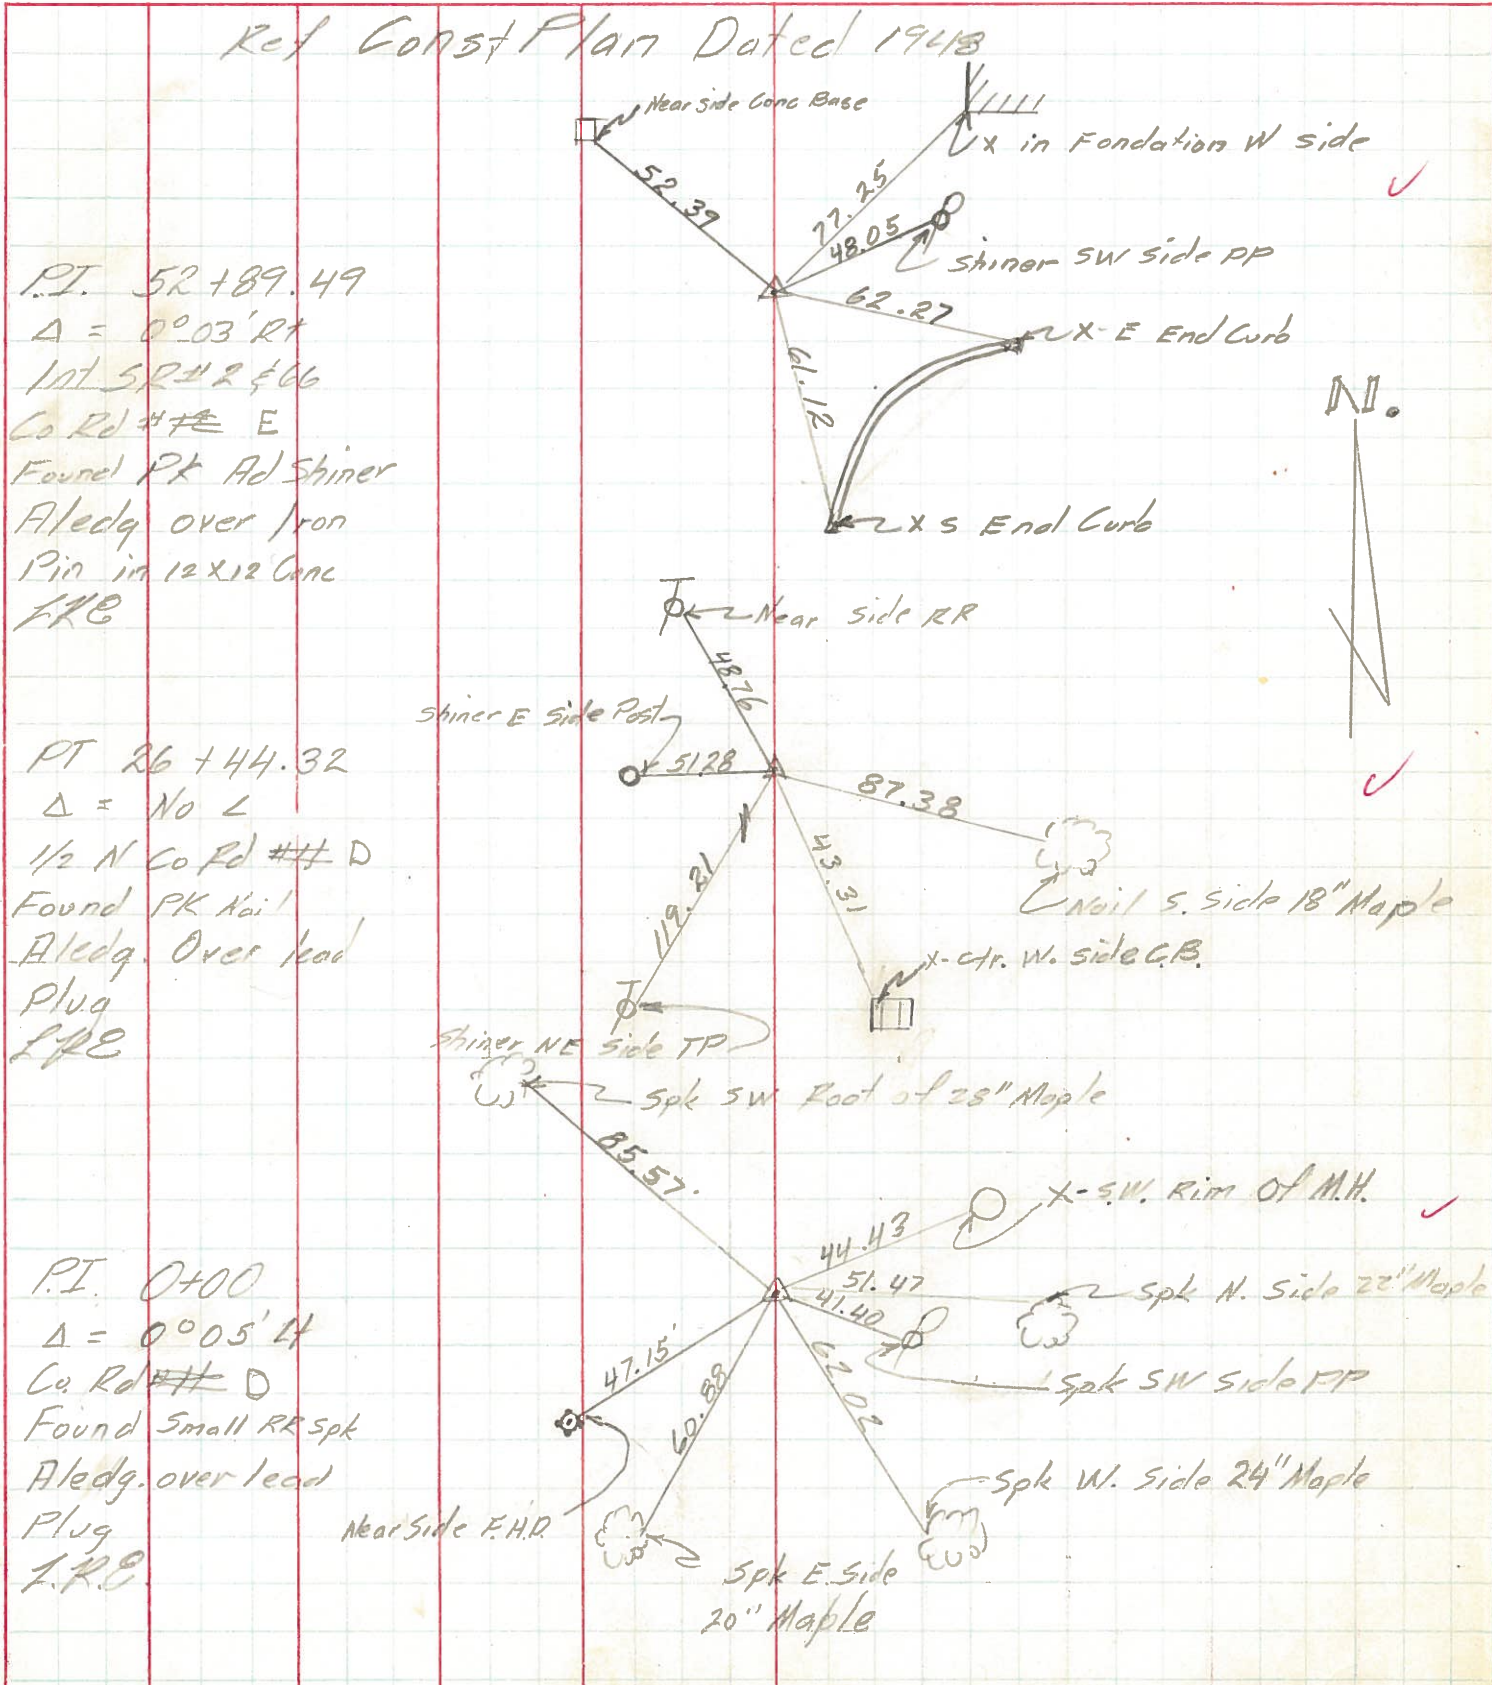 Ref Const Plan Dated 1948
Near side Conc Base
X in Fondation W side
52.39
77.25
48.05
Shiner SW side PP
P.I. 52+89.49
62.27
Δ = 0°03' Rt
X-E End Curb
61.12
Int SR#2 & 66
N.
Co Rd # E
Found PK Ad Shiner
Aledg over Iron
X S End Curb
Pin in 12x12 Conc
Near Side RR
48.76
Shiner E Side Post
PT 26+44.32
51.28
87.38
Δ = No ∠
1/2 N Co Rd ## D
43.31
119.21
Found PK Nail
Nail S. Side 18" Maple
Aledg. Over lead
X-Ctr. W. side C.B.
Plug
Shiner NE Side TP
Spk SW Root of 28" Maple
85.57
X-S.W. Rim Of M.H.
44.43
P.I. 0+00
51.47
Spk N. Side 22" Maple
41.40
Δ = 0°05' Lt
47.15'
62.02
Co. Rd ## D
60.88
Spk SW Side PP
Found Small RR Spk
Aledg. over lead
Spk W. Side 24" Maple
Plug
Near Side F.H.D.
Spk E. Side
20" Maple